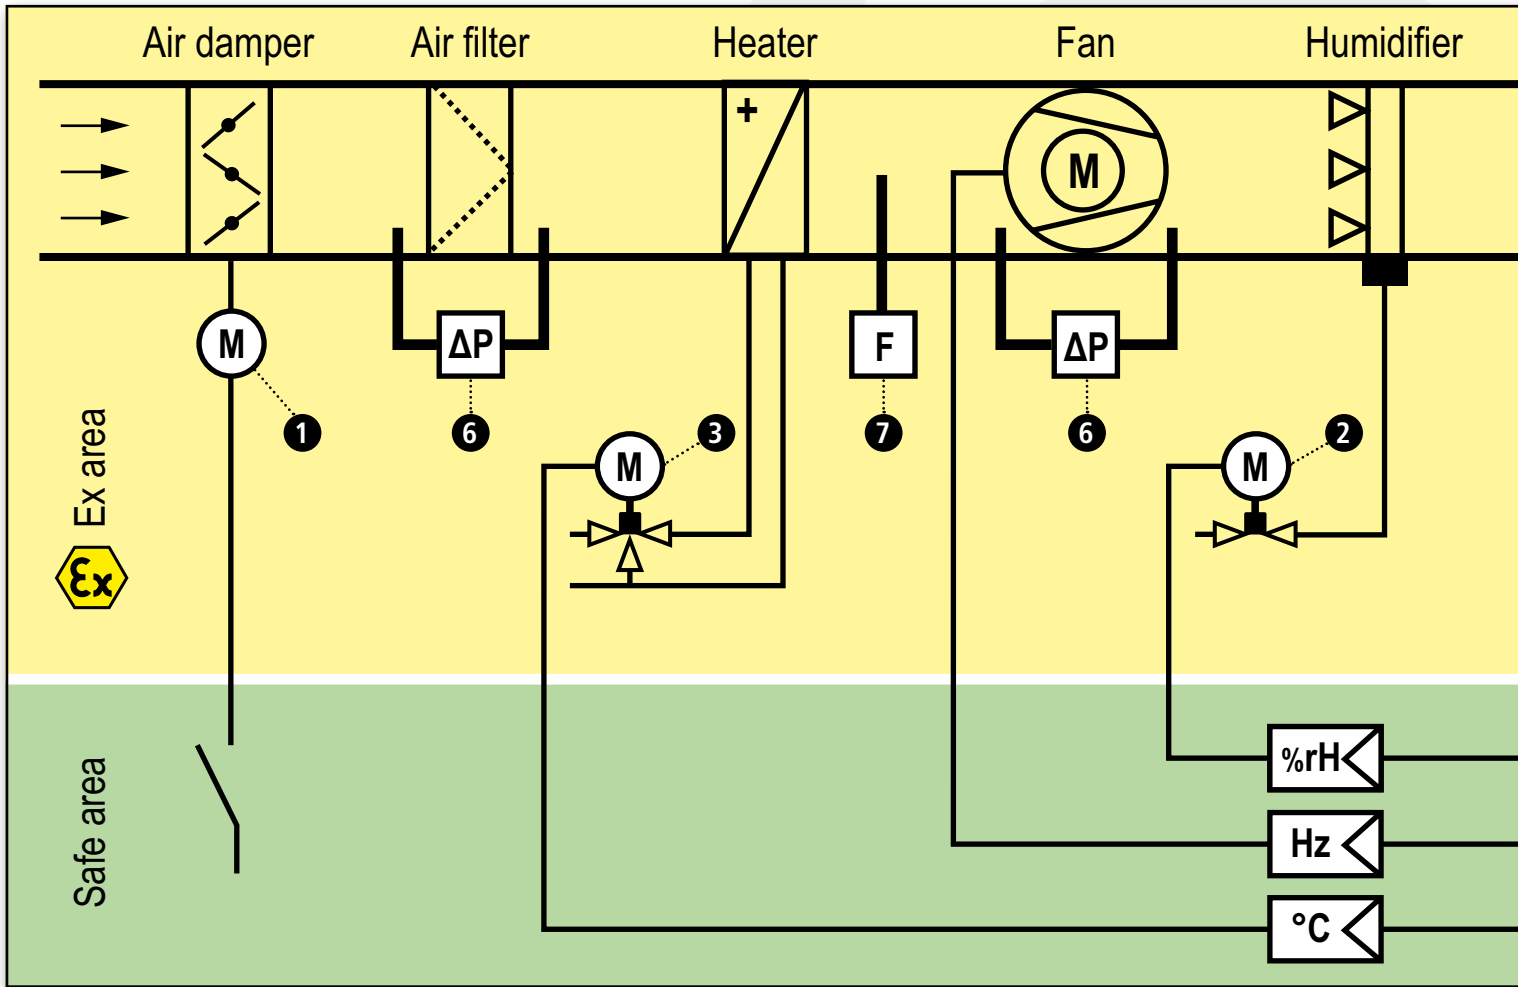 Air damper
Air filter
Heater
Fan
Humidifier
+
M
M
ΔP
F
ΔP
1
6
3
7
6
2
M
M
Ex area
Ex
Safe area
%rH
Hz
°C